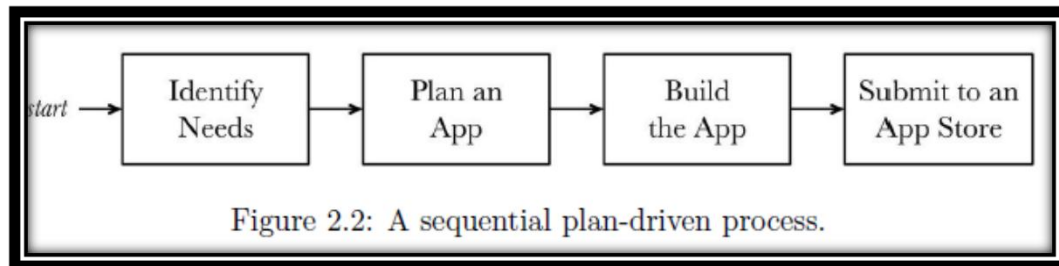 start
Identify
Needs
Plan an
App
Build
the App
Submit to an
App Store
Figure 2.2: A sequential plan-driven process.